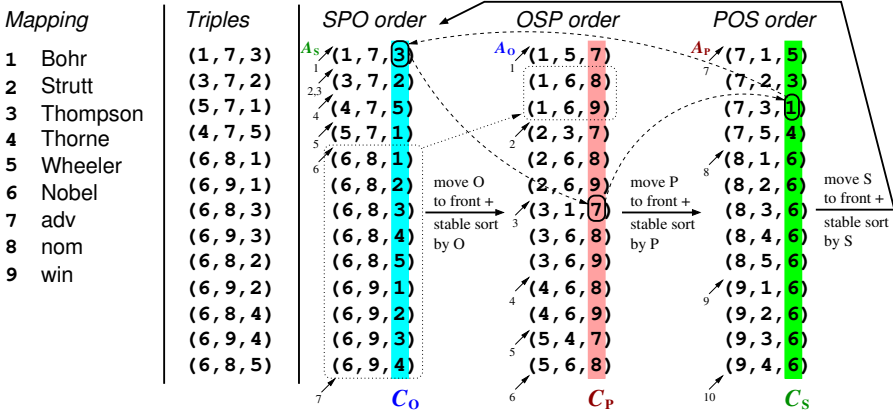 Mapping Triples SPO order OSP order POS order
1 Bohr
2 Strutt
3 Thompson
4 Thorne
5 Wheeler
6 Nobel
7 adv
8 nom
9 win
(1,7,3)
(3,7,2)
(5,7,1)
(4,7,5)
(6,8,1)
(6,9,1)
(6,8,3)
(6,9,3)
(6,8,2)
(6,9,2)
(6,8,4)
(6,9,4)
(6,8,5)
A_S
1
2,3
4
5
6
7
(1,7,3)
(3,7,2)
(4,7,5)
(5,7,1)
(6,8,1)
(6,8,2)
(6,8,3)
(6,8,4)
(6,8,5)
(6,9,1)
(6,9,2)
(6,9,3)
(6,9,4)
C_O
move O
to front +
stable sort
by O
A_O
1
2
3
4
5
6
(1,5,7)
(1,6,8)
(1,6,9)
(2,3,7)
(2,6,8)
(2,6,9)
(3,1,7)
(3,6,8)
(3,6,9)
(4,6,8)
(4,6,9)
(5,4,7)
(5,6,8)
C_P
move P
to front +
stable sort
by P
A_P
7
8
9
10
(7,1,5)
(7,2,3)
(7,3,1)
(7,5,4)
(8,1,6)
(8,2,6)
(8,3,6)
(8,4,6)
(8,5,6)
(9,1,6)
(9,2,6)
(9,3,6)
(9,4,6)
C_S
move S
to front +
stable sort
by S